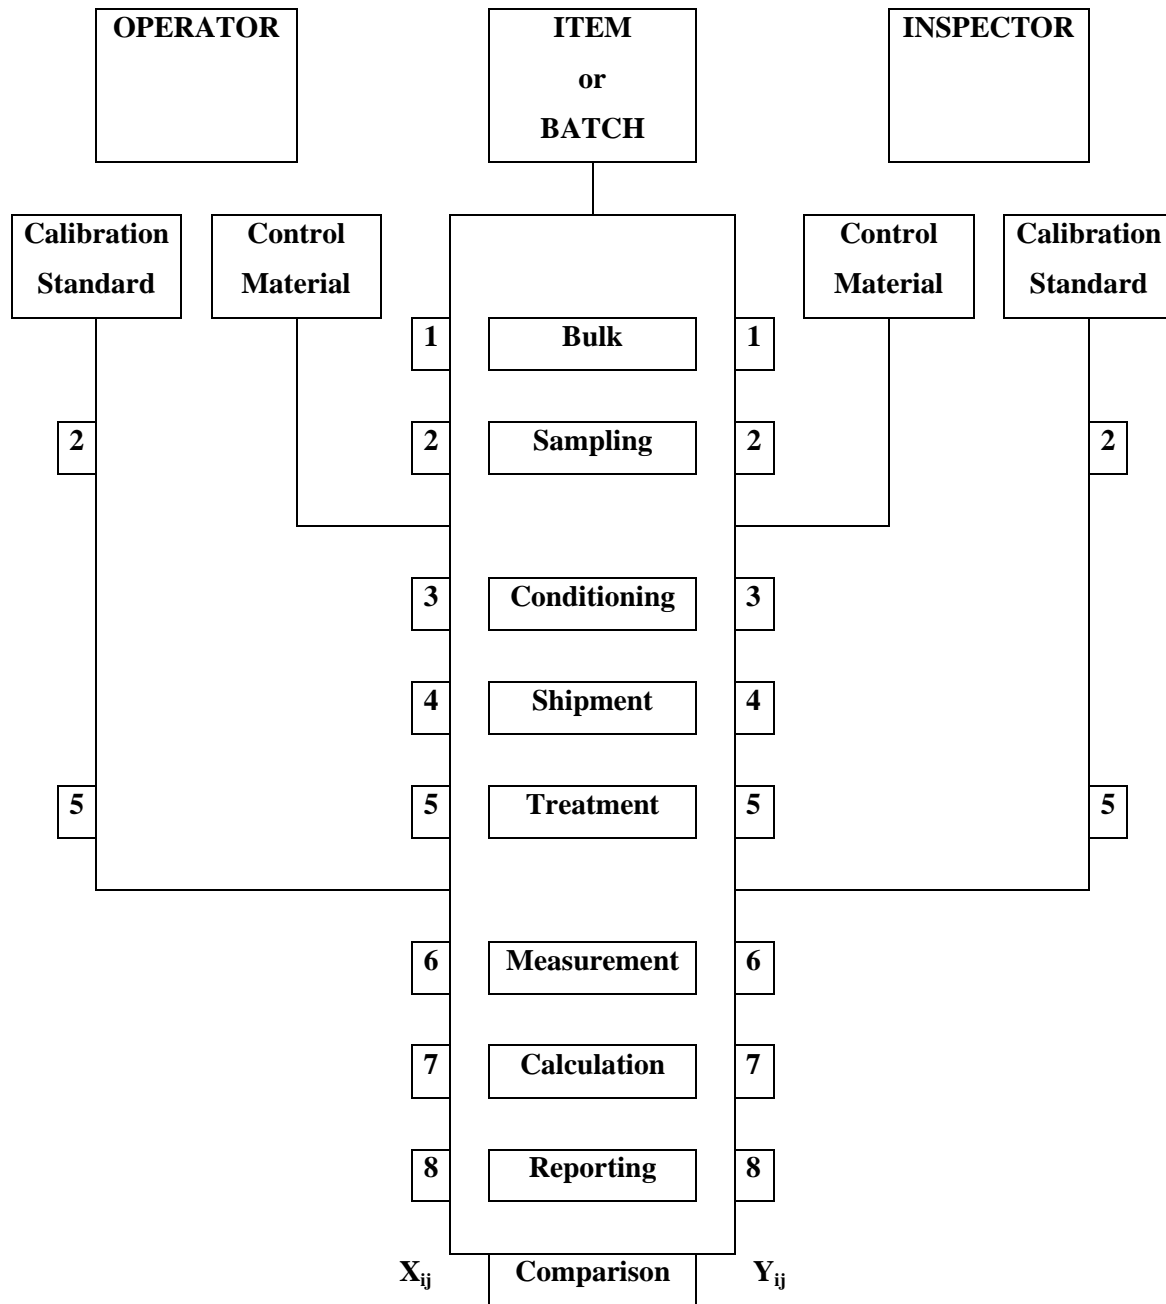 OPERATOR
ITEM
or
BATCH
INSPECTOR
Calibration
Standard
Control
Material
Control
Material
Calibration
Standard
1 Bulk 1
2 2 Sampling 2 2
3 Conditioning 3
4 Shipment 4
5 5 Treatment 5 5
6 Measurement 6
7 Calculation 7
8 Reporting 8
Xij Comparison Yij